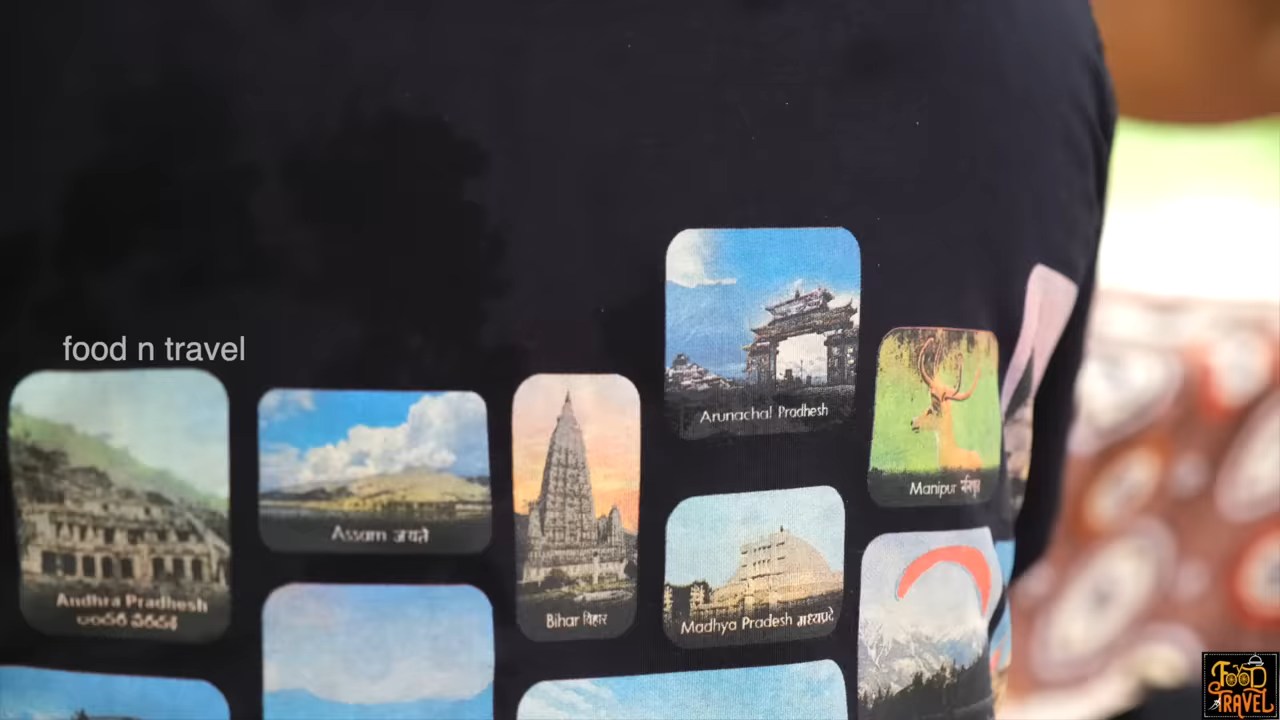 food n travel
Arunachal Pradhesh
Manipur
Assam
Andhra Pradhesh
Bihar बिहार
Madhya Pradesh
FOOD
N
TRAVEL